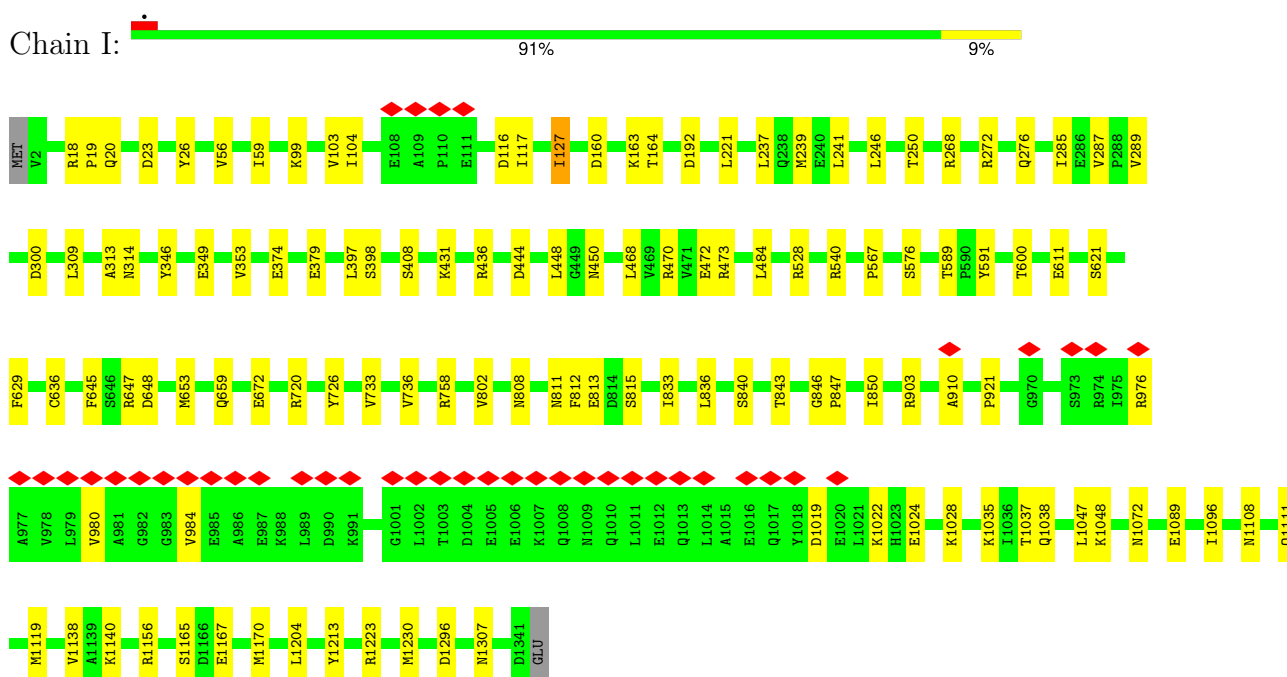 Chain I:
91% 9%
MET V2 R18 P19 Q20 D23 Y26 V56 I59 K99 V103 I104 E108 A109 P110 E111 D116 I117 I127 D160 K163 T164 D192 L221 L237 Q238 M239 E240 L241 L246 T250 R268 R272 Q276 I285 E286 V287 P288 V289
D300 L309 A313 N314 Y346 E349 V353 E374 E379 L397 S398 S408 K431 R436 D444 L448 G449 N450 L468 V469 R470 V471 E472 R473 L484 R528 R540 P567 S576 T589 P590 Y591 T600 E611 S621
F629 C636 F645 S646 R647 D648 M653 Q659 E672 R720 Y726 V733 V736 R758 V802 N808 N811 F812 E813 D814 S815 I833 L836 S840 T843 G846 P847 I850 R903 A910 P921 G970 S973 R974 I975 R976
A977 V978 L979 V980 A981 G982 G983 V984 E985 A986 E987 K988 L989 D990 K991 G1001 L1002 T1003 D1004 E1005 E1006 K1007 Q1008 N1009 Q1010 L1011 E1012 Q1013 L1014 A1015 E1016 Q1017 Y1018 D1019 E1020 L1021 K1022 H1023 E1024 K1028 K1035 I1036 T1037 Q1038 L1047 K1048 N1072 E1089 I1096 N1108 Q1111
M1119 V1138 A1139 K1140 R1156 S1165 D1166 E1167 M1170 L1204 Y1213 R1223 M1230 D1296 N1307 D1341 GLU